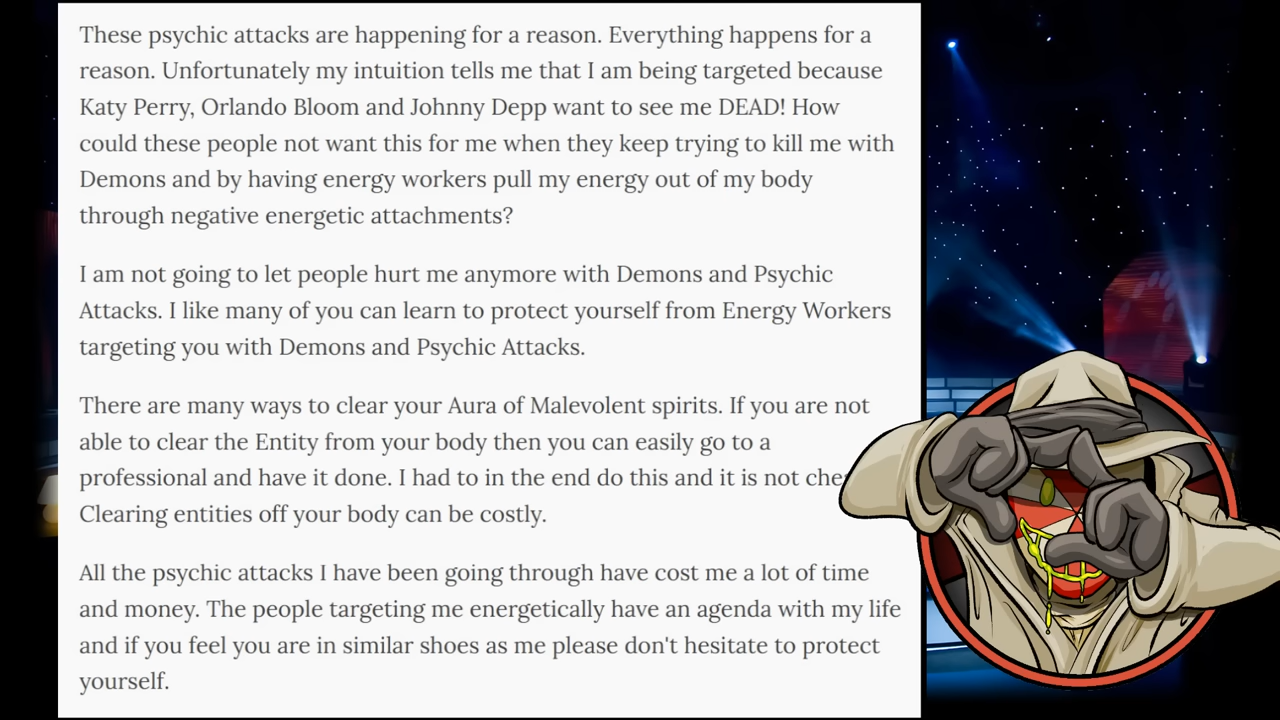 These psychic attacks are happening for a reason. Everything happens for a
reason. Unfortunately my intuition tells me that I am being targeted because
Katy Perry, Orlando Bloom and Johnny Depp want to see me DEAD! How
could these people not want this for me when they keep trying to kill me with
Demons and by having energy workers pull my energy out of my body
through negative energetic attachments?
I am not going to let people hurt me anymore with Demons and Psychic
Attacks. I like many of you can learn to protect yourself from Energy Workers
targeting you with Demons and Psychic Attacks.
There are many ways to clear your Aura of Malevolent spirits. If you are not
able to clear the Entity from your body then you can easily go to a
professional and have it done. I had to in the end do this and it is not
Clearing entities off your body can be costly.
All the psychic attacks I have been going through have cost me a lot of time
and money. The people targeting me energetically have an agenda with my life
and if you feel you are in similar shoes as me please don't hesitate to protect
yourself.